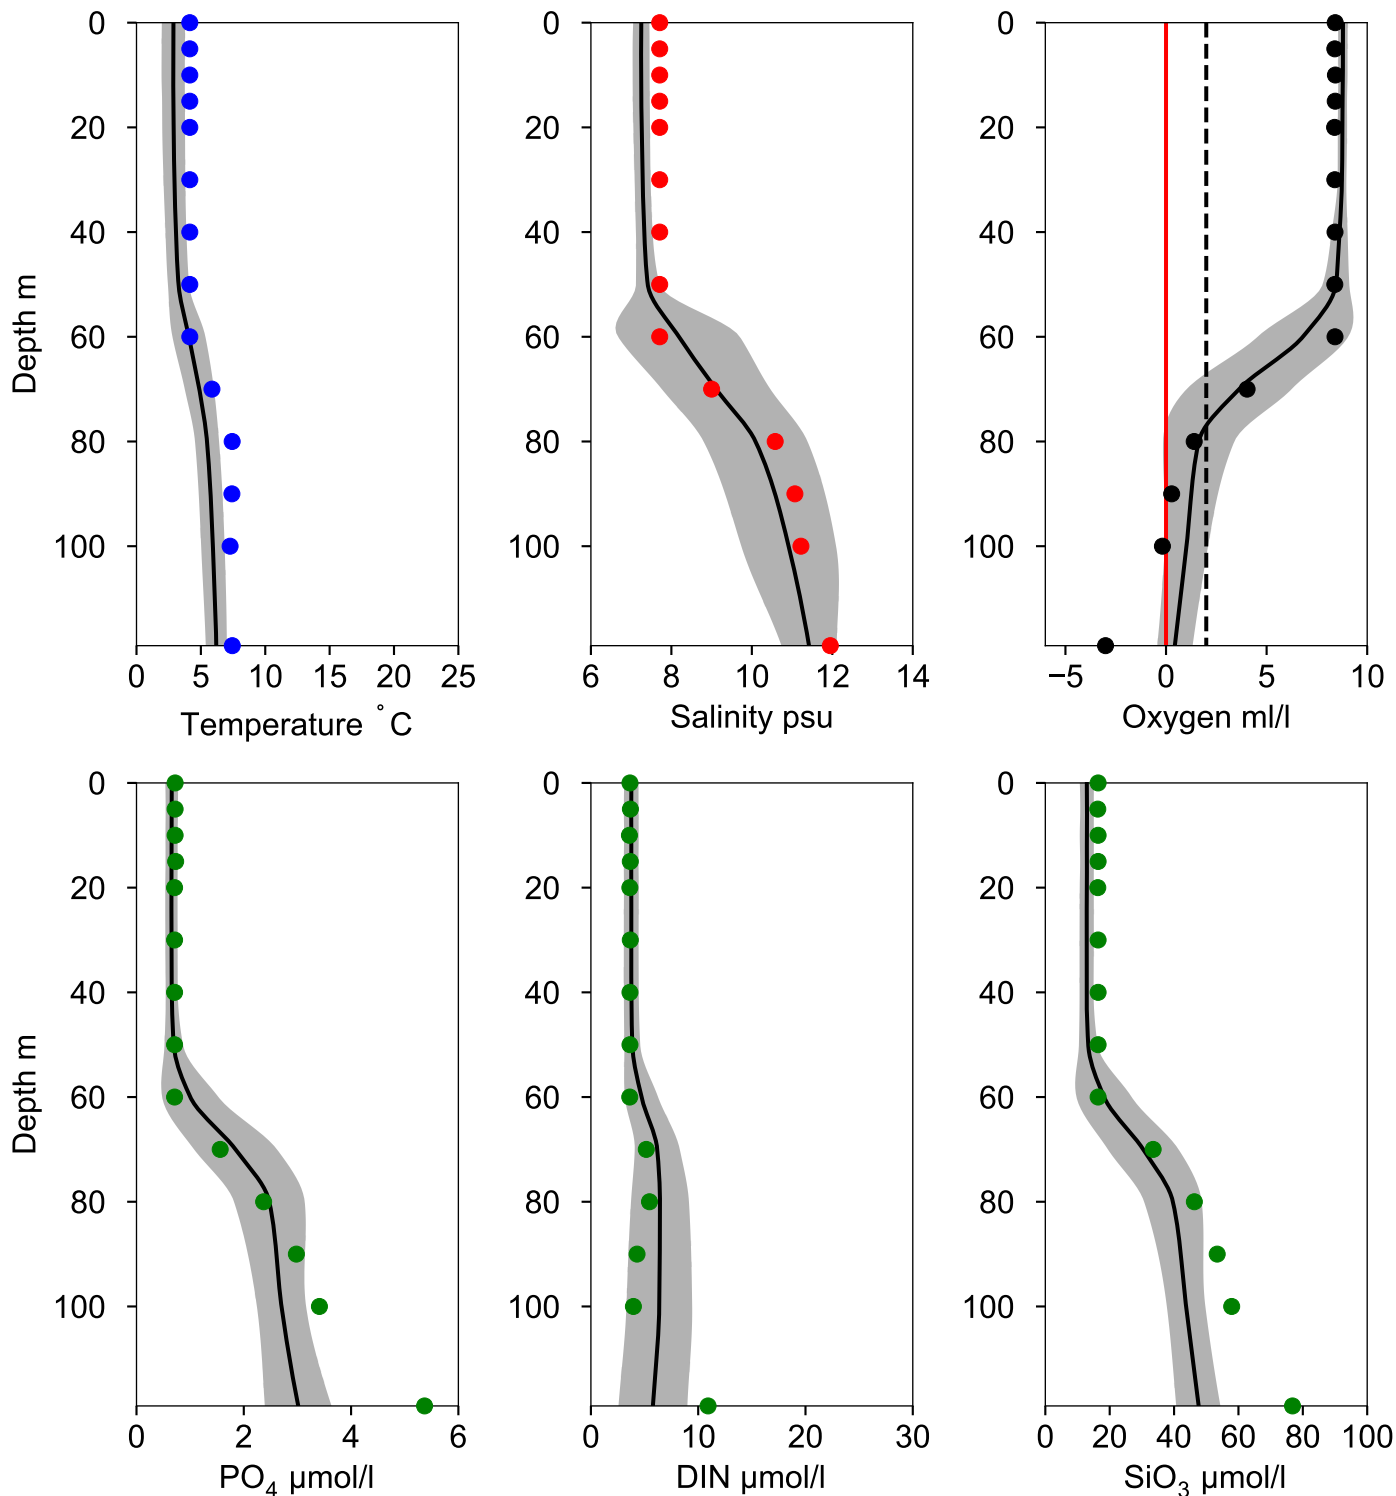 0
20
40
60
80
100
Depth m
0 5 10 15 20 25
Temperature ˚C
0
20
40
60
80
100
6 8 10 12 14
Salinity psu
0
20
40
60
80
100
−5 0 5 10
Oxygen ml/l
0
20
40
60
80
100
Depth m
0 2 4 6
PO₄ µmol/l
0
20
40
60
80
100
0 10 20 30
DIN µmol/l
0
20
40
60
80
100
0 20 40 60 80 100
SiO₃ µmol/l